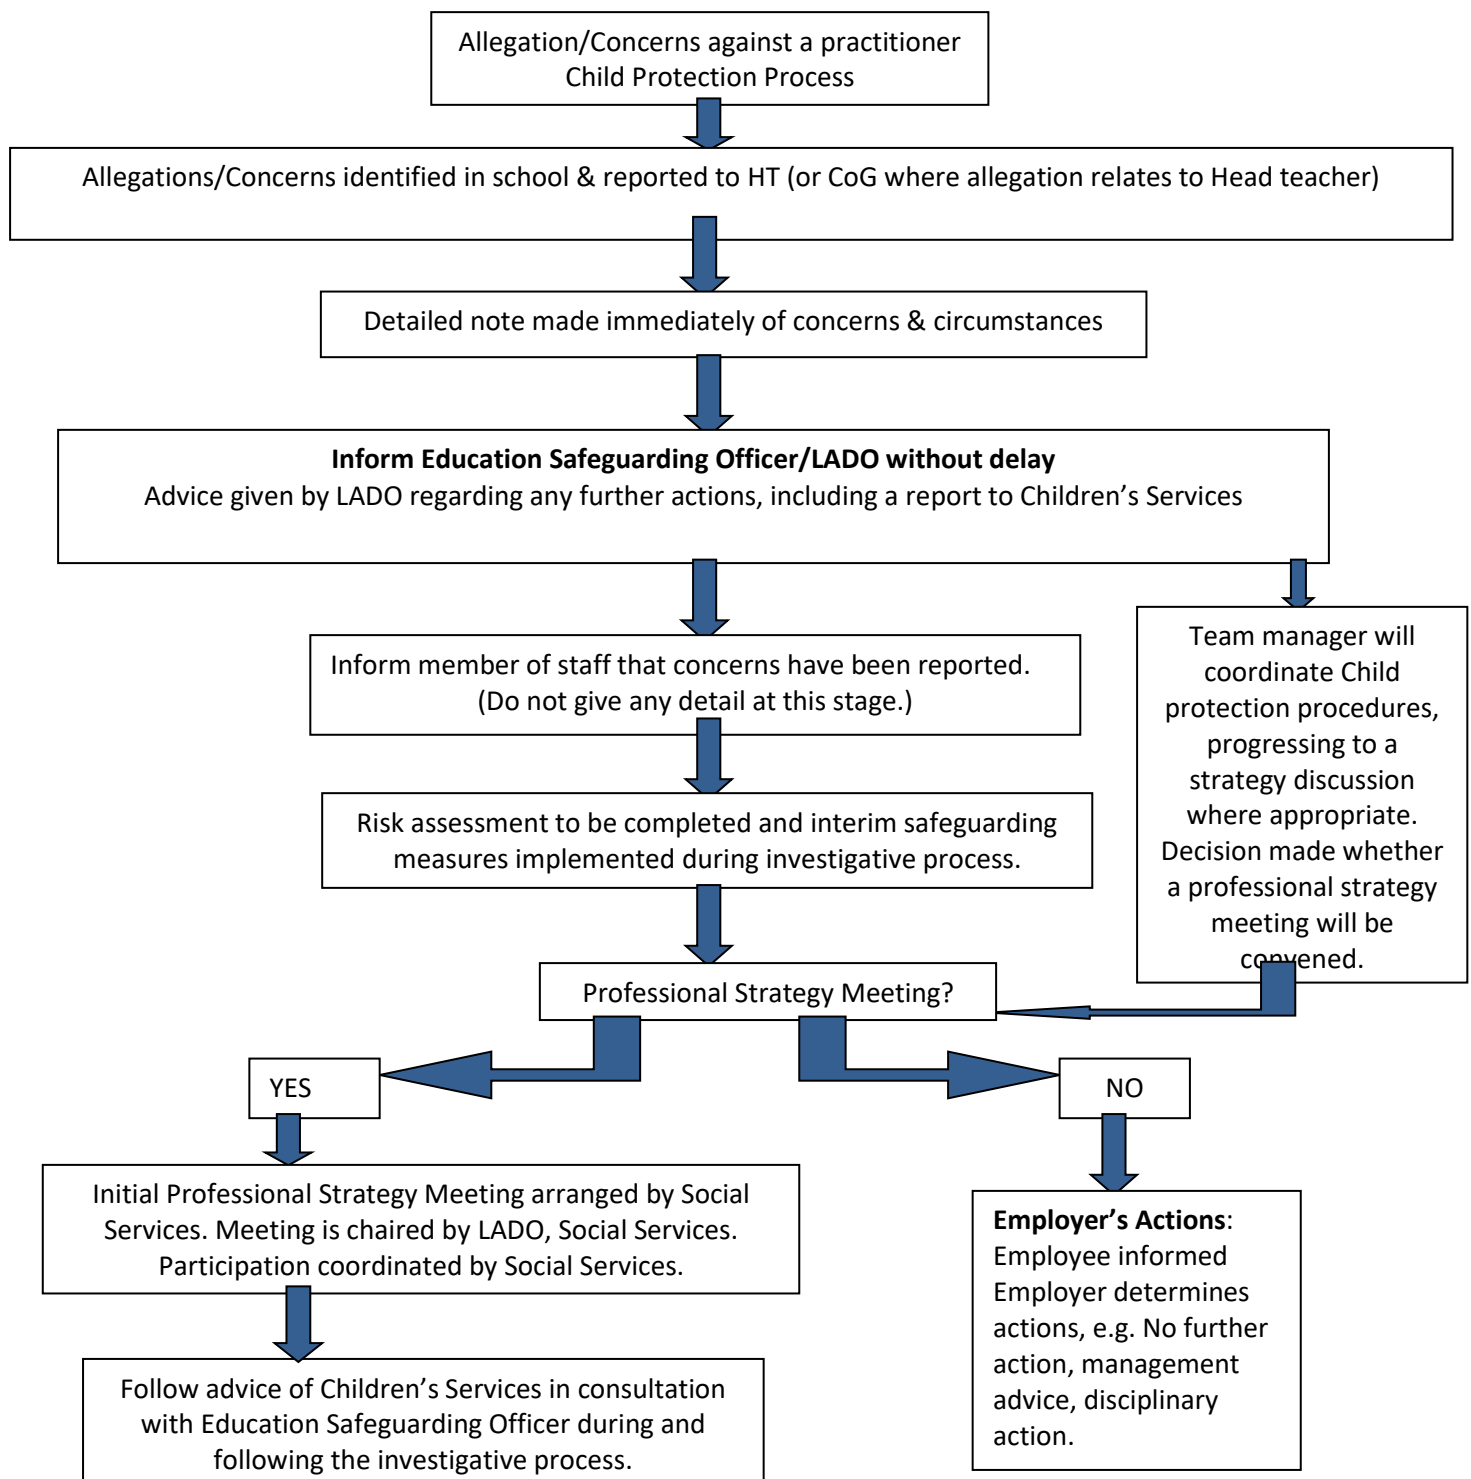 Allegation/Concerns against a practitioner
Child Protection Process
Allegations/Concerns identified in school & reported to HT (or CoG where allegation relates to Head teacher)
Detailed note made immediately of concerns & circumstances
Inform Education Safeguarding Officer/LADO without delay
Advice given by LADO regarding any further actions, including a report to Children’s Services
Inform member of staff that concerns have been reported.
(Do not give any detail at this stage.)
Risk assessment to be completed and interim safeguarding
measures implemented during investigative process.
Team manager will
coordinate Child
protection procedures,
progressing to a
strategy discussion
where appropriate.
Decision made whether
a professional strategy
meeting will be
convened.
Professional Strategy Meeting?
YES
NO
Initial Professional Strategy Meeting arranged by Social
Services. Meeting is chaired by LADO, Social Services.
Participation coordinated by Social Services.
Follow advice of Children’s Services in consultation
with Education Safeguarding Officer during and
following the investigative process.
Employer’s Actions:
Employee informed
Employer determines
actions, e.g. No further
action, management
advice, disciplinary
action.